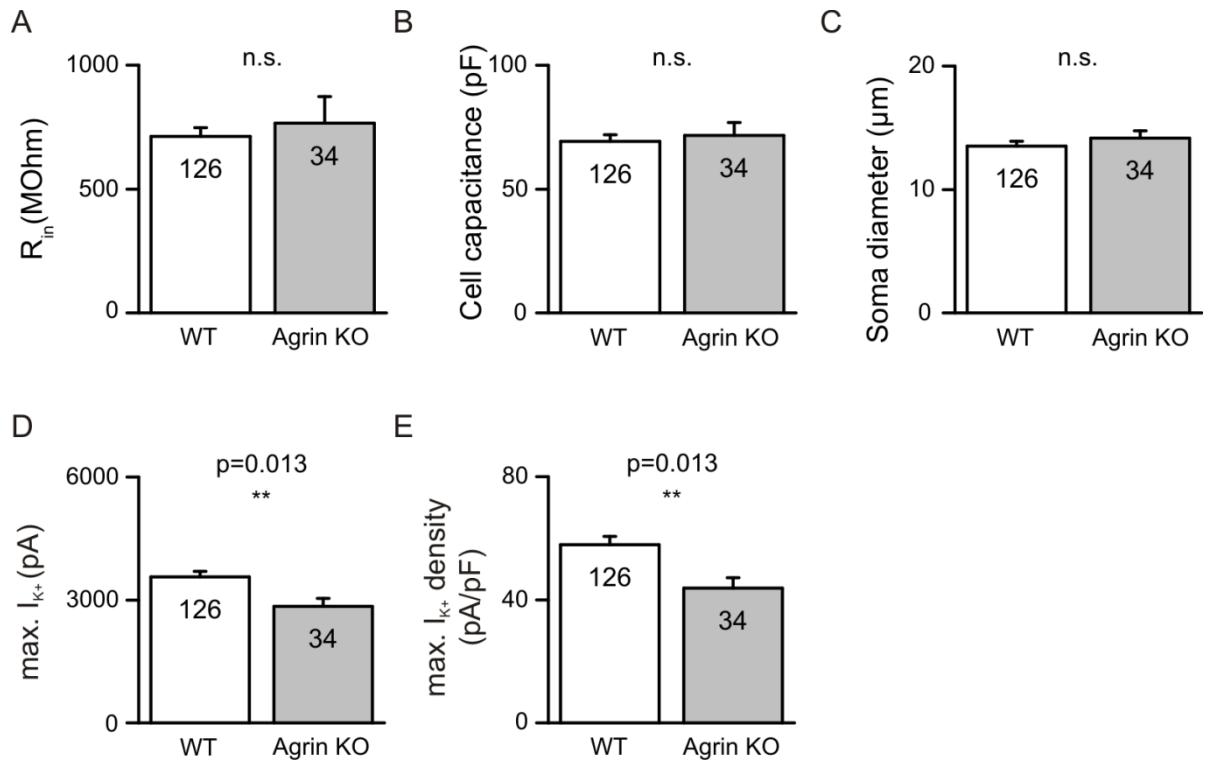 A
n.s.
1000
500
0
R_in (MOhm)
126
34
WT
Agrin KO
B
n.s.
100
50
0
Cell capacitance (pF)
126
34
WT
Agrin KO
C
n.s.
20
10
0
Soma diameter (µm)
126
34
WT
Agrin KO
D
p=0.013
**
6000
3000
0
max. I_K+ (pA)
126
34
WT
Agrin KO
E
p=0.013
**
80
40
0
max. I_K+ density
(pA/pF)
126
34
WT
Agrin KO